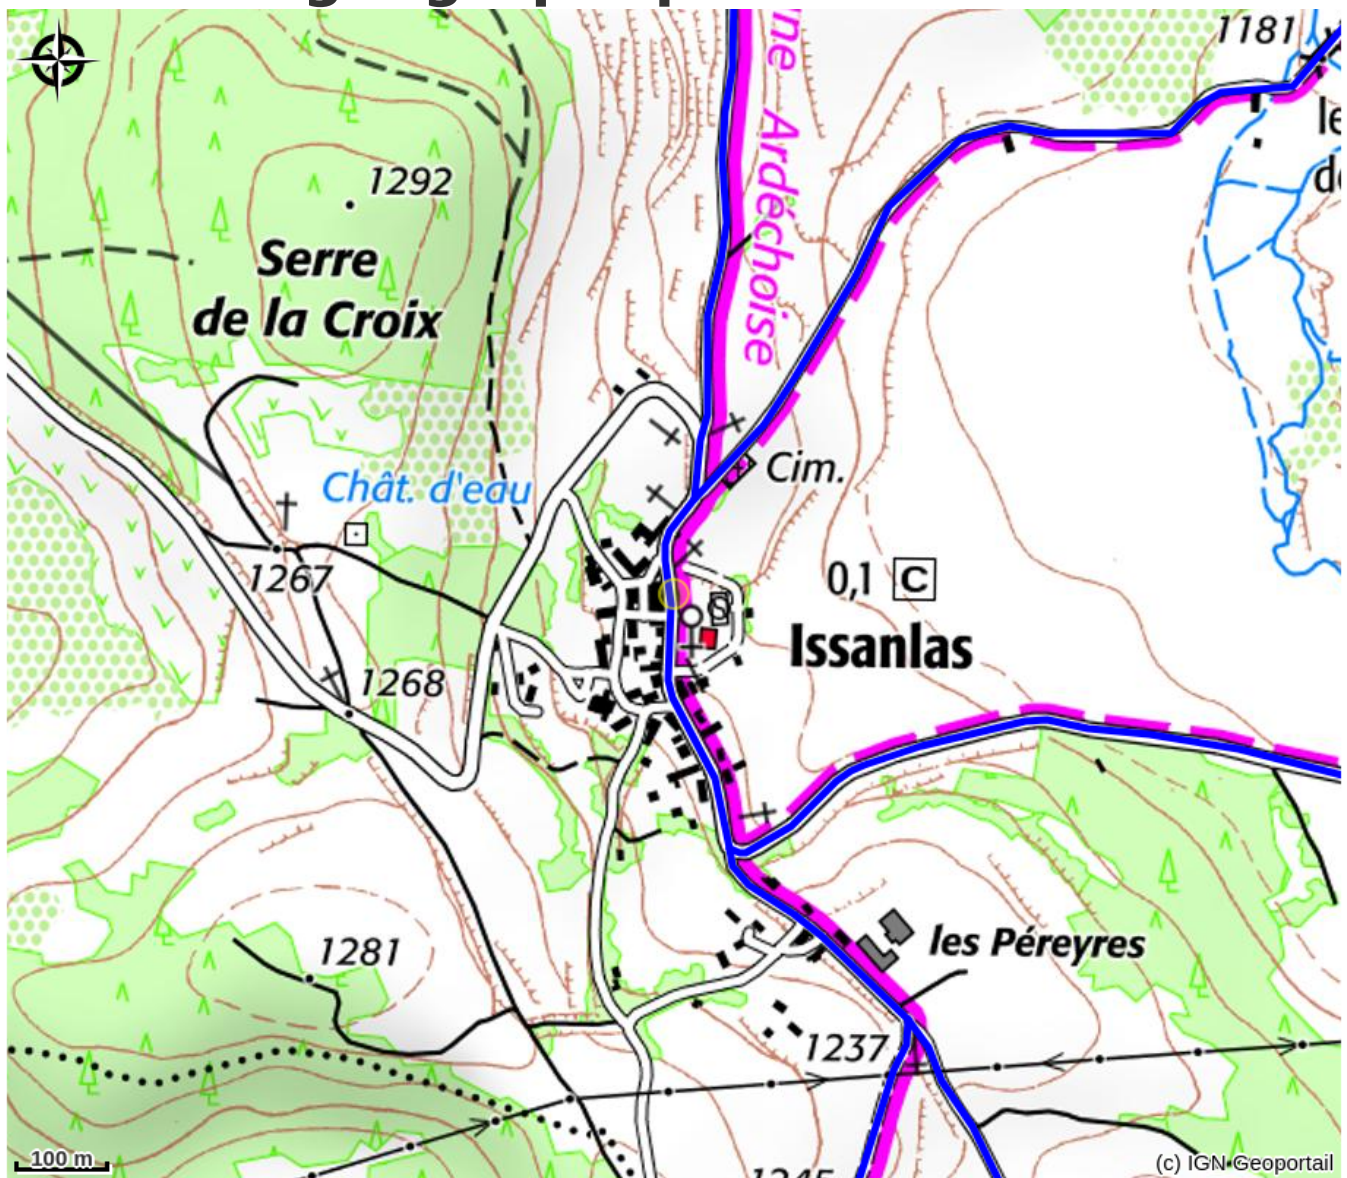 1181
ne Ardéchoise
le
1292
Serre
de la Croix
Cim.
Chât. d'eau
1267
0,1 C
Issanlas
1268
les Péreyres
1281
1237
100 m
(c) IGN Geoportail